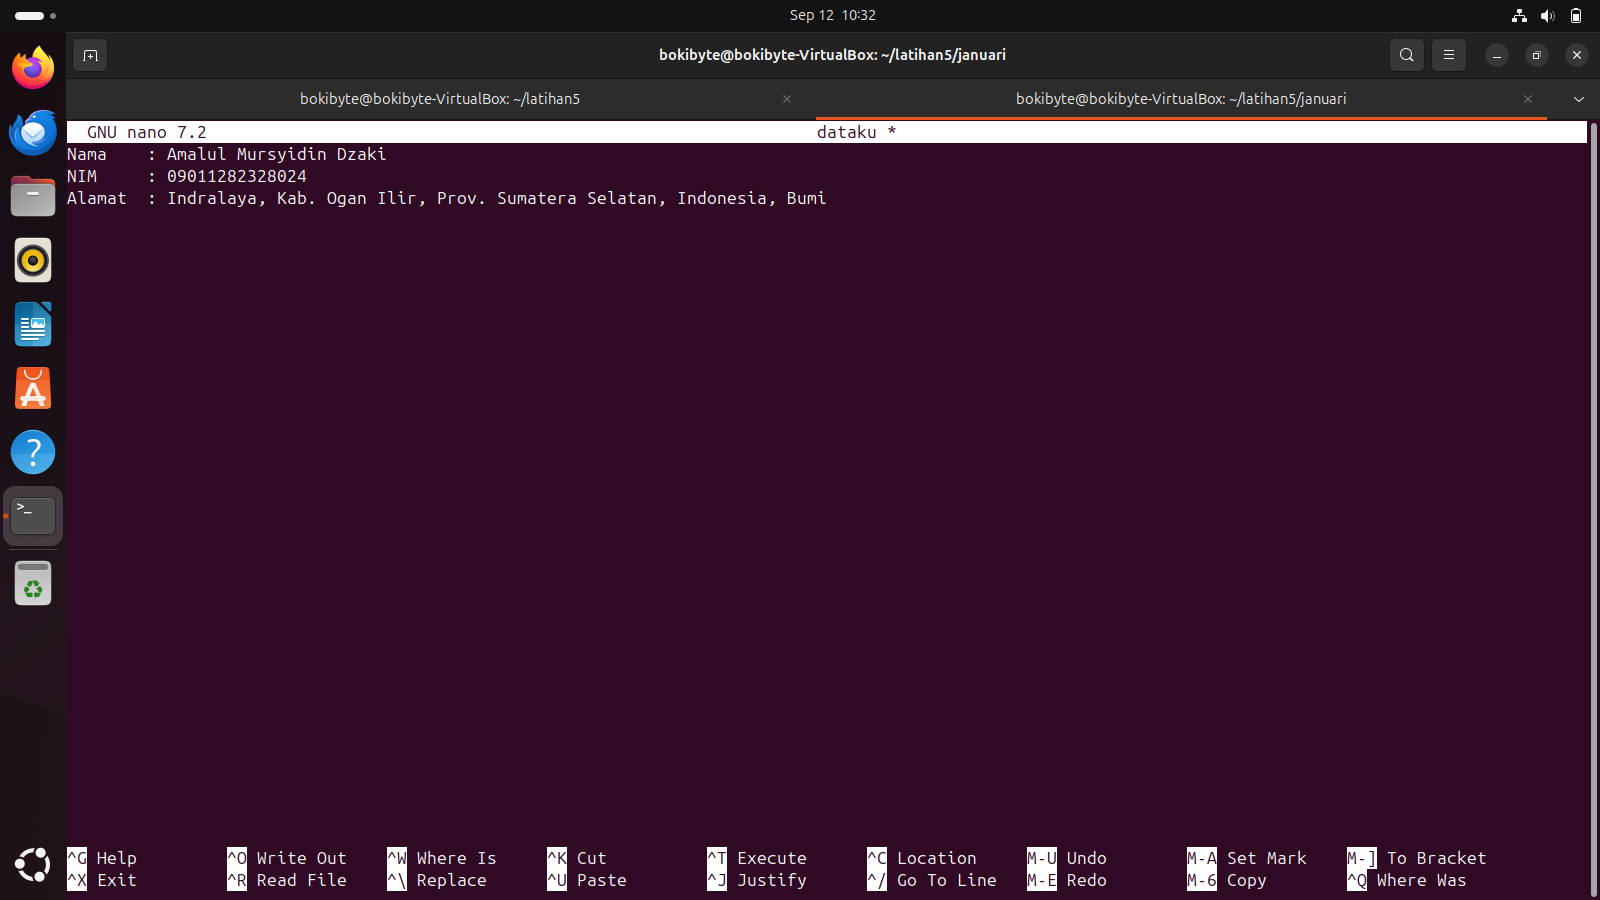 Sep 12 10:32
bokibyte@bokibyte-VirtualBox: ~/latihan5/januari
bokibyte@bokibyte-VirtualBox: ~/latihan5
bokibyte@bokibyte-VirtualBox: ~/latihan5/januari
GNU nano 7.2 dataku *
Nama : Amalul Mursyidin Dzaki
NIM : 09011282328024
Alamat : Indralaya, Kab. Ogan Ilir, Prov. Sumatera Selatan, Indonesia, Bumi
^G Help ^O Write Out ^W Where Is ^K Cut ^T Execute ^C Location M-U Undo M-A Set Mark M-] To Bracket
^X Exit ^R Read File ^\ Replace ^U Paste ^J Justify ^/ Go To Line M-E Redo M-6 Copy ^Q Where Was